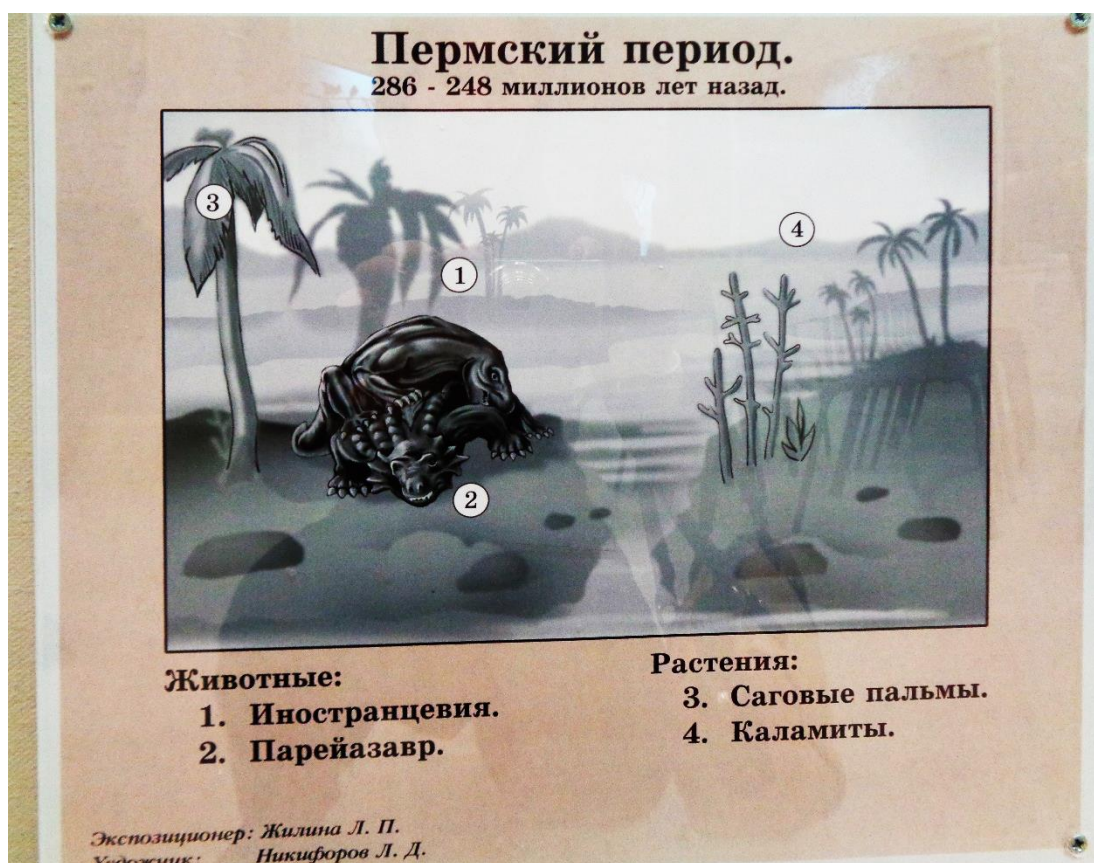 Пермский период.
286 - 248 миллионов лет назад.
3
1
4
2
Животные:
1. Иностранцевия.
2. Парейазавр.
Растения:
3. Саговые пальмы.
4. Каламиты.
Экспозиционер: Жилина Л. П.
Художник: Никифоров Л. Д.